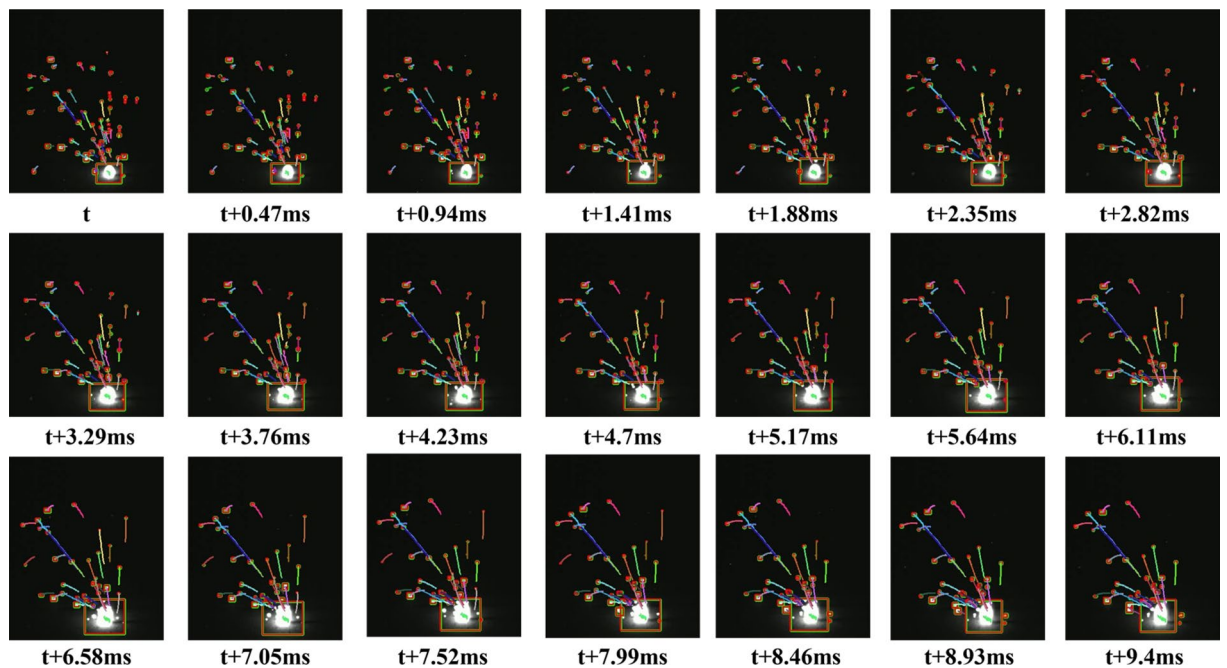 t t+0.47ms t+0.94ms t+1.41ms t+1.88ms t+2.35ms t+2.82ms
t+3.29ms t+3.76ms t+4.23ms t+4.7ms t+5.17ms t+5.64ms t+6.11ms
t+6.58ms t+7.05ms t+7.52ms t+7.99ms t+8.46ms t+8.93ms t+9.4ms